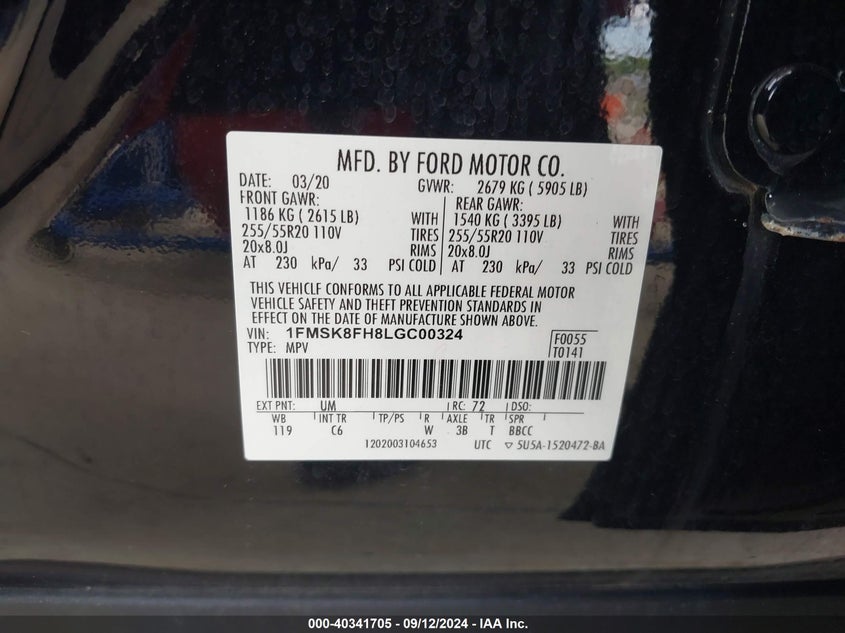 MFD. BY FORD MOTOR CO.
DATE: 03/20 GVWR: 2679 KG ( 5905 LB)
FRONT GAWR: REAR GAWR:
1186 KG ( 2615 LB) WITH 1540 KG ( 3395 LB) WITH
255/55R20 110V TIRES 255/55R20 110V TIRES
20x8.0J RIMS 20x8.0J RIMS
AT 230 kPa/ 33 PSI COLD AT 230 kPa/ 33 PSI COLD
THIS VEHICLE CONFORMS TO ALL APPLICABLE FEDERAL MOTOR
VEHICLE SAFETY AND THEFT PREVENTION STANDARDS IN
EFFECT ON THE DATE OF MANUFACTURE SHOWN ABOVE.
VIN: 1FMSK8FH8LGC00324 F0055
TYPE: MPV T0141
EXT PNT: UM RC: 72 DSO:
WB INT TR TP/PS R AXLE TR SPR
119 C6 W 3B T BBCC
1202003104653 UTC ▽ 5U5A-1520472-BA
000-40341705 - 09/12/2024 - IAA Inc.